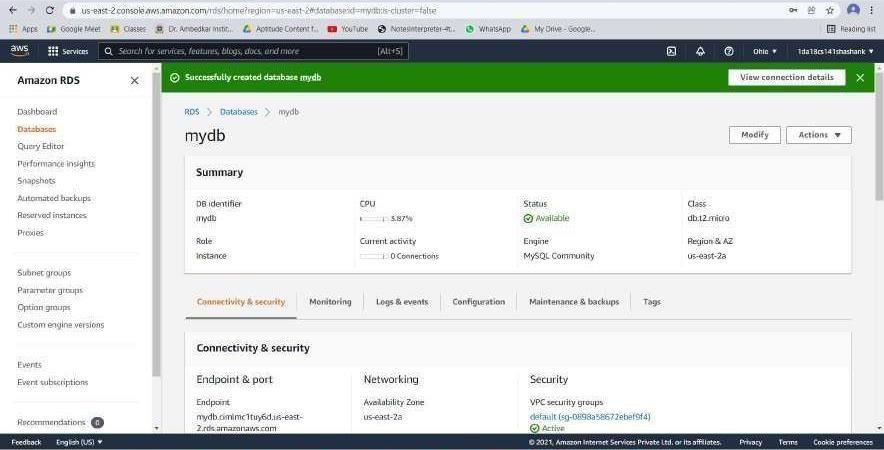 us-east-2.console.aws.amazon.com/rds/home?region=us-east-2#database:id=mydb;is-cluster=false
Apps Google Meet Classes Dr. Ambedkar Instit... Aptitude Content f... YouTube NotesInterpreter-4t... WhatsApp My Drive - Google... Reading list
aws Services Search for services, features, blogs, docs, and more [Alt+S] Ohio 1da18cs141shashank
Amazon RDS
Successfully created database mydb View connection details
Dashboard
Databases
Query Editor
Performance insights
Snapshots
Automated backups
Reserved instances
Proxies
Subnet groups
Parameter groups
Option groups
Custom engine versions
Events
Event subscriptions
Recommendations 0
RDS > Databases > mydb
mydb Modify Actions
Summary
DB identifier CPU Status Class
mydb 3.87% Available db.t2.micro
Role Current activity Engine Region & AZ
Instance 0 Connections MySQL Community us-east-2a
Connectivity & security Monitoring Logs & events Configuration Maintenance & backups Tags
Connectivity & security
Endpoint & port Networking Security
Endpoint Availability Zone VPC security groups
us-east-2a default (sg-0898a58672ebef9f4)
2.rds.amazonaws.com Active
Feedback English (US) © 2021, Amazon Internet Services Private Ltd. or its affiliates. Privacy Terms Cookie preferences